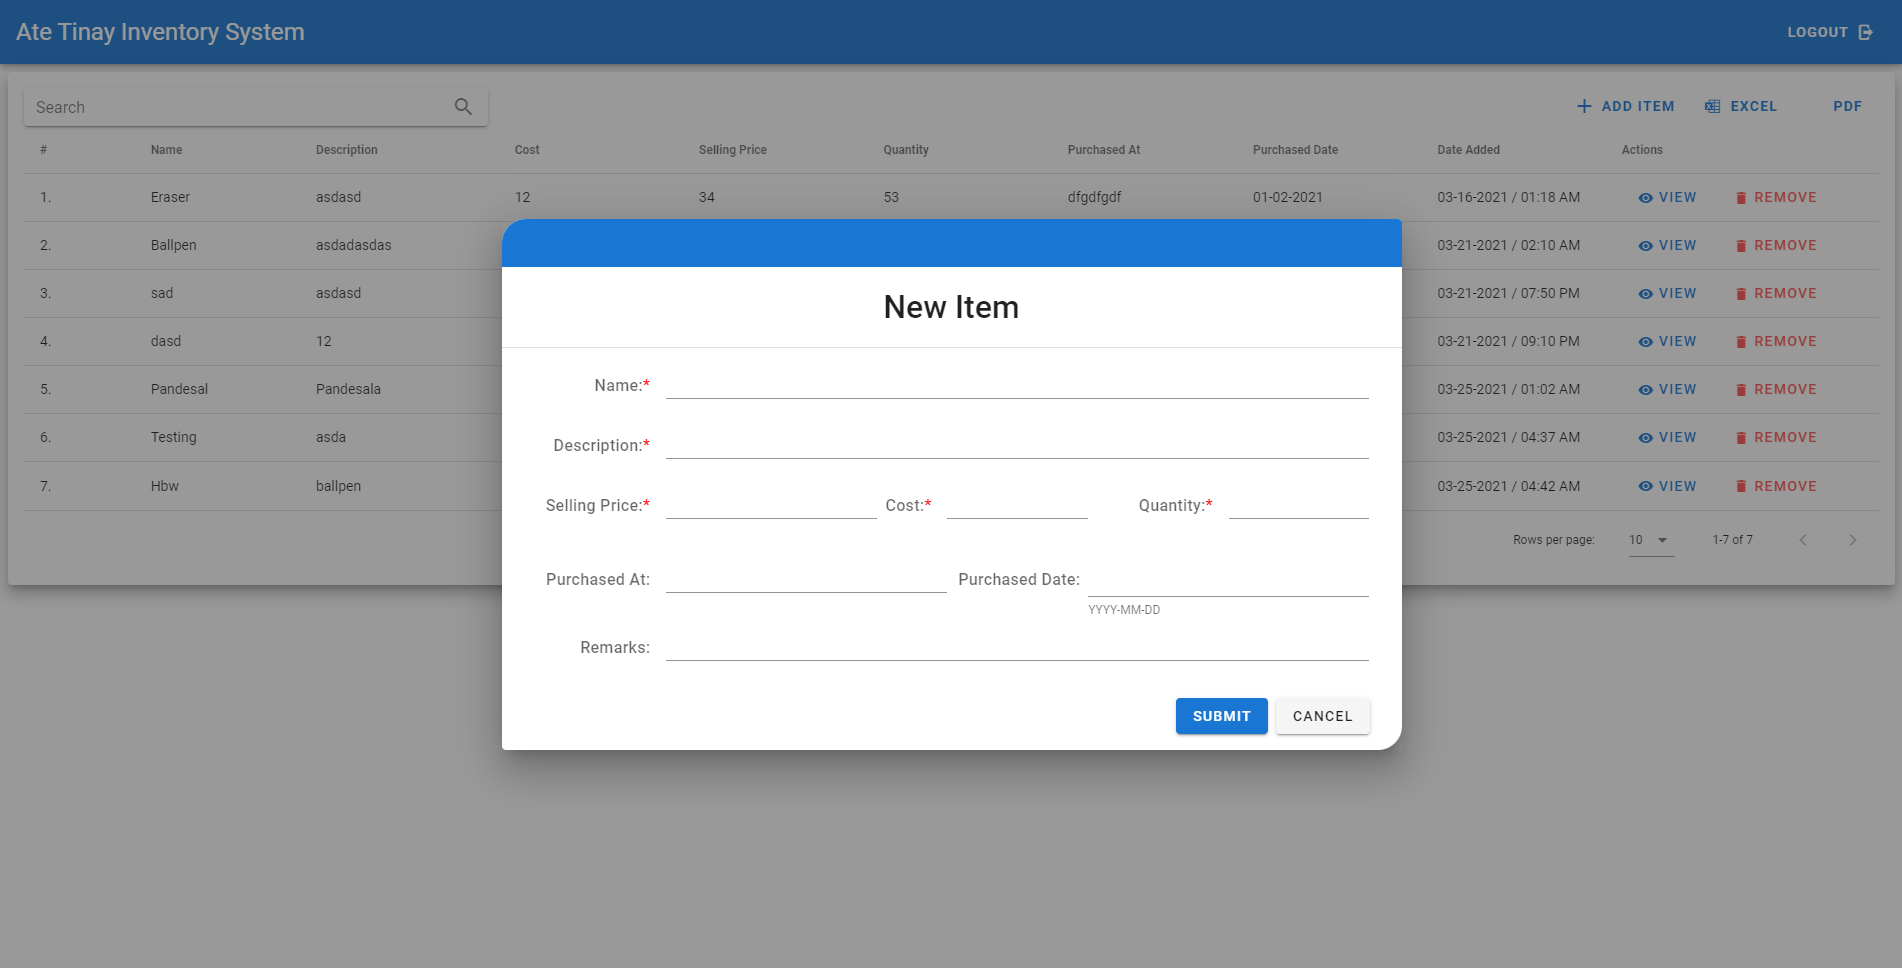 Ate Tinay Inventory System
LOGOUT
Search
ADD ITEM EXCEL PDF
# Name Description Cost Selling Price Quantity Purchased At Purchased Date Date Added Actions
1. Eraser asdasd 12 34 53 dfgdfgdf 01-02-2021 03-16-2021 / 01:18 AM VIEW REMOVE
2. Ballpen asdadasdas 03-21-2021 / 02:10 AM VIEW REMOVE
3. sad asdasd 03-21-2021 / 07:50 PM VIEW REMOVE
4. dasd 12 03-21-2021 / 09:10 PM VIEW REMOVE
5. Pandesal Pandesala 03-25-2021 / 01:02 AM VIEW REMOVE
6. Testing asda 03-25-2021 / 04:37 AM VIEW REMOVE
7. Hbw ballpen 03-25-2021 / 04:42 AM VIEW REMOVE
Rows per page: 10 1-7 of 7
New Item
Name:*
Description:*
Selling Price:* Cost:* Quantity:*
Purchased At: Purchased Date:
YYYY-MM-DD
Remarks:
SUBMIT CANCEL